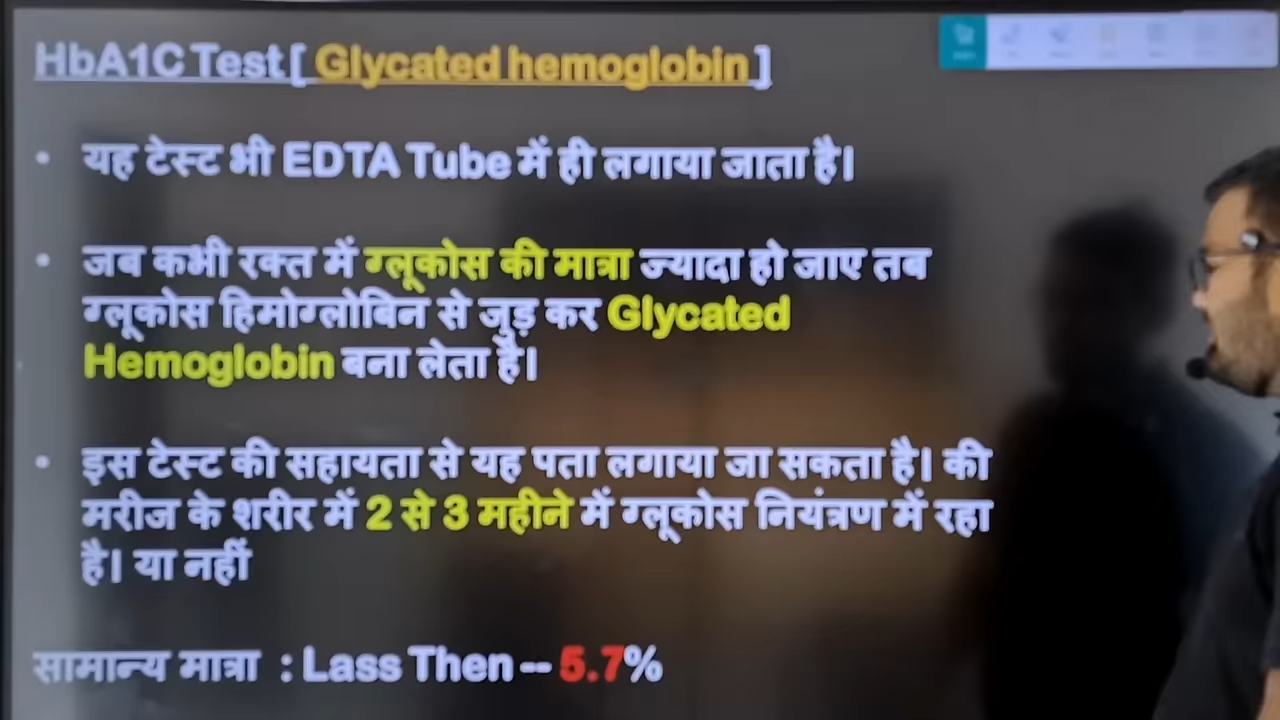 HbA1C Test [ Glycated hemoglobin ]
• यह टेस्ट भी EDTA Tube में ही लगाया जाता है।
• जब कभी रक्त में ग्लूकोस की मात्रा ज्यादा हो जाए तब
ग्लूकोस हिमोग्लोबिन से जुड़ कर Glycated
Hemoglobin बना लेता है।
• इस टेस्ट की सहायता से यह पता लगाया जा सकता है। की
मरीज के शरीर में 2 से 3 महीने में ग्लूकोस नियंत्रण में रहा
है। या नहीं
सामान्य मात्रा : Lass Then -- 5.7%